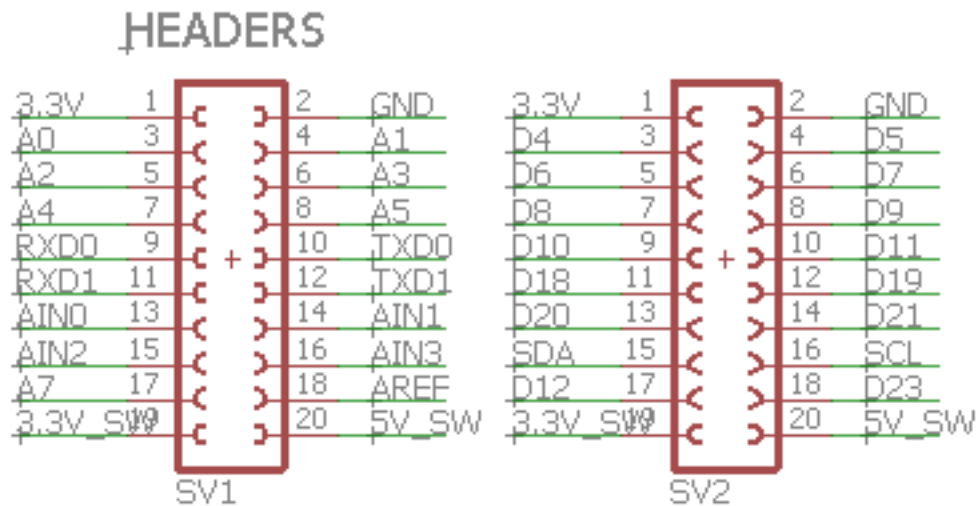 HEADERS
3.3V 1 2 GND 3.3V 1 2 GND
A0 3 4 A1 D4 3 4 D5
A2 5 6 A3 D6 5 6 D7
A4 7 8 A5 D8 7 8 D9
RXD0 9 10 TXD0 D10 9 10 D11
RXD1 11 12 TXD1 D18 11 12 D19
AIN0 13 14 AIN1 D20 13 14 D21
AIN2 15 16 AIN3 SDA 15 16 SCL
A7 17 18 AREF D12 17 18 D23
3.3V_SW 19 20 5V_SW 3.3V_SW 19 20 5V_SW
SV1 SV2